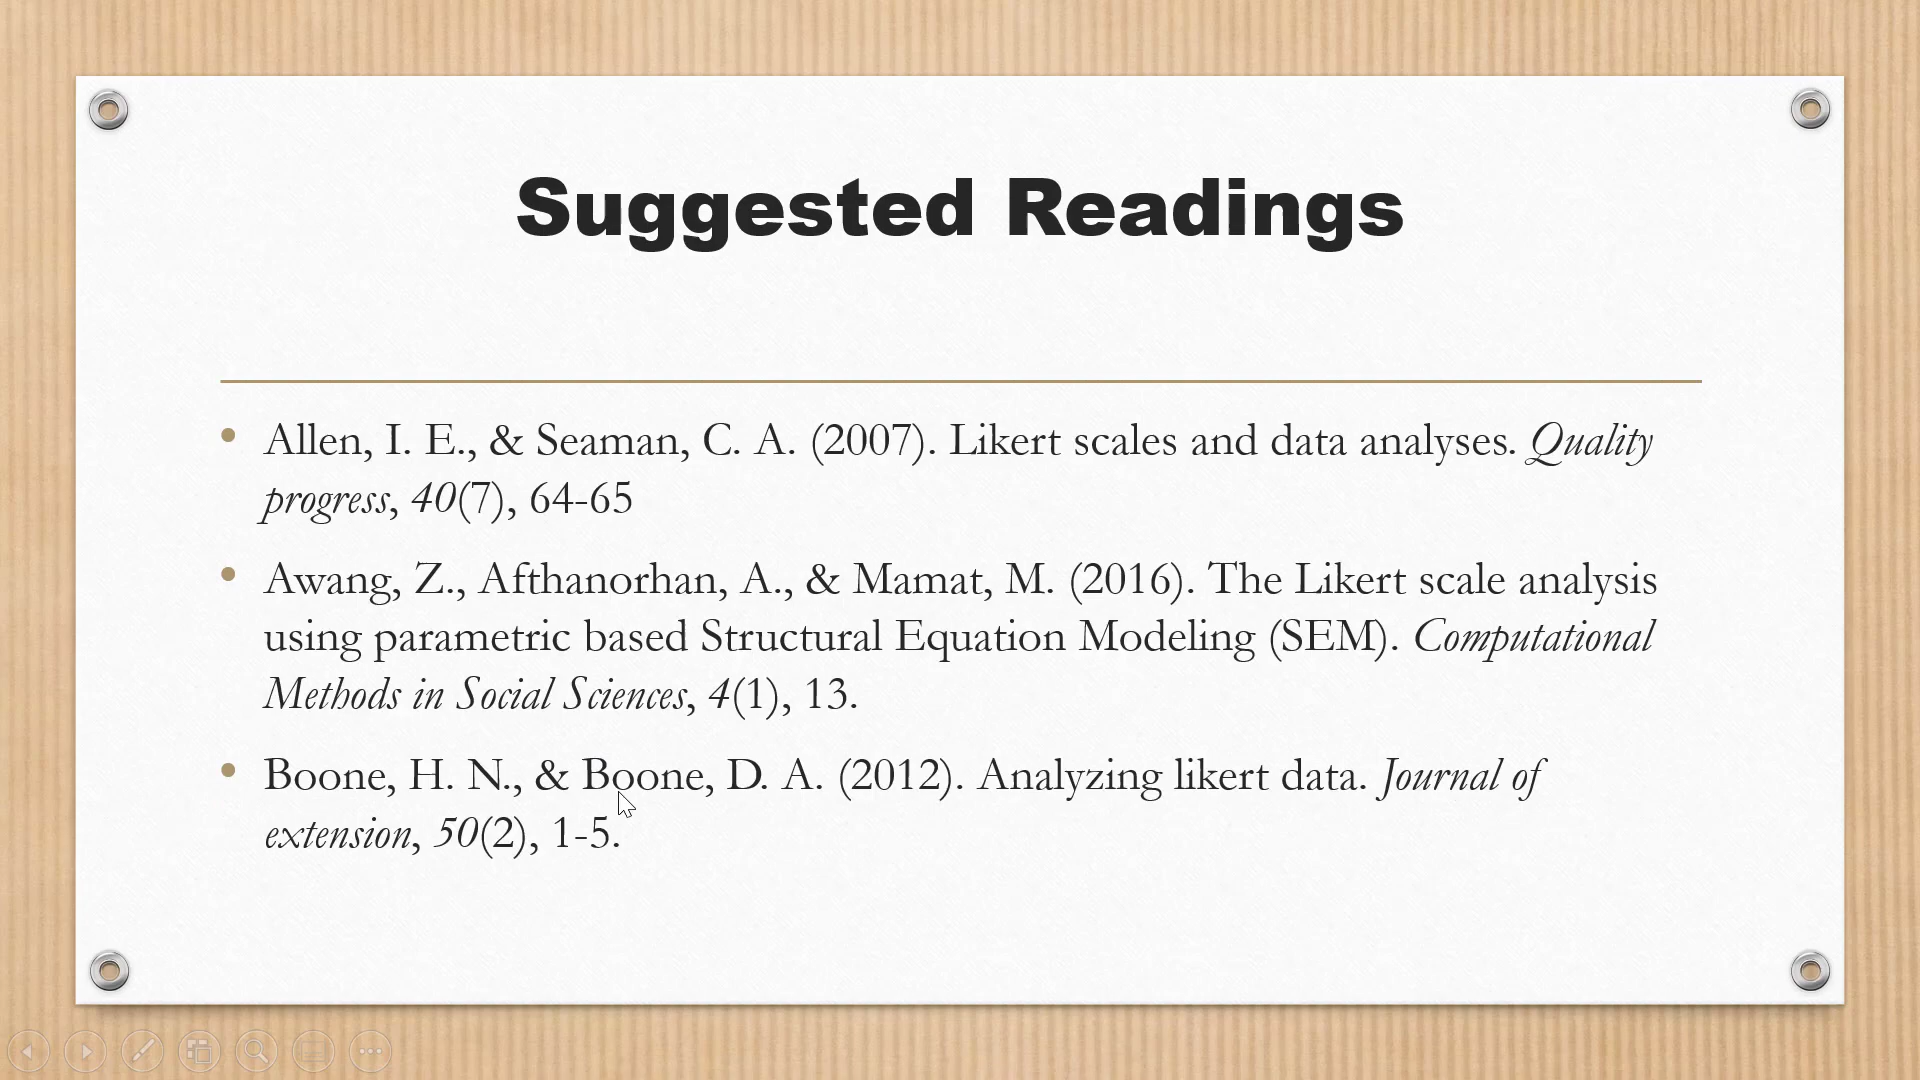 Suggested Readings
• Allen, I. E., & Seaman, C. A. (2007). Likert scales and data analyses. Quality
progress, 40(7), 64-65
• Awang, Z., Afthanorhan, A., & Mamat, M. (2016). The Likert scale analysis
using parametric based Structural Equation Modeling (SEM). Computational
Methods in Social Sciences, 4(1), 13.
• Boone, H. N., & Boone, D. A. (2012). Analyzing likert data. Journal of
extension, 50(2), 1-5.